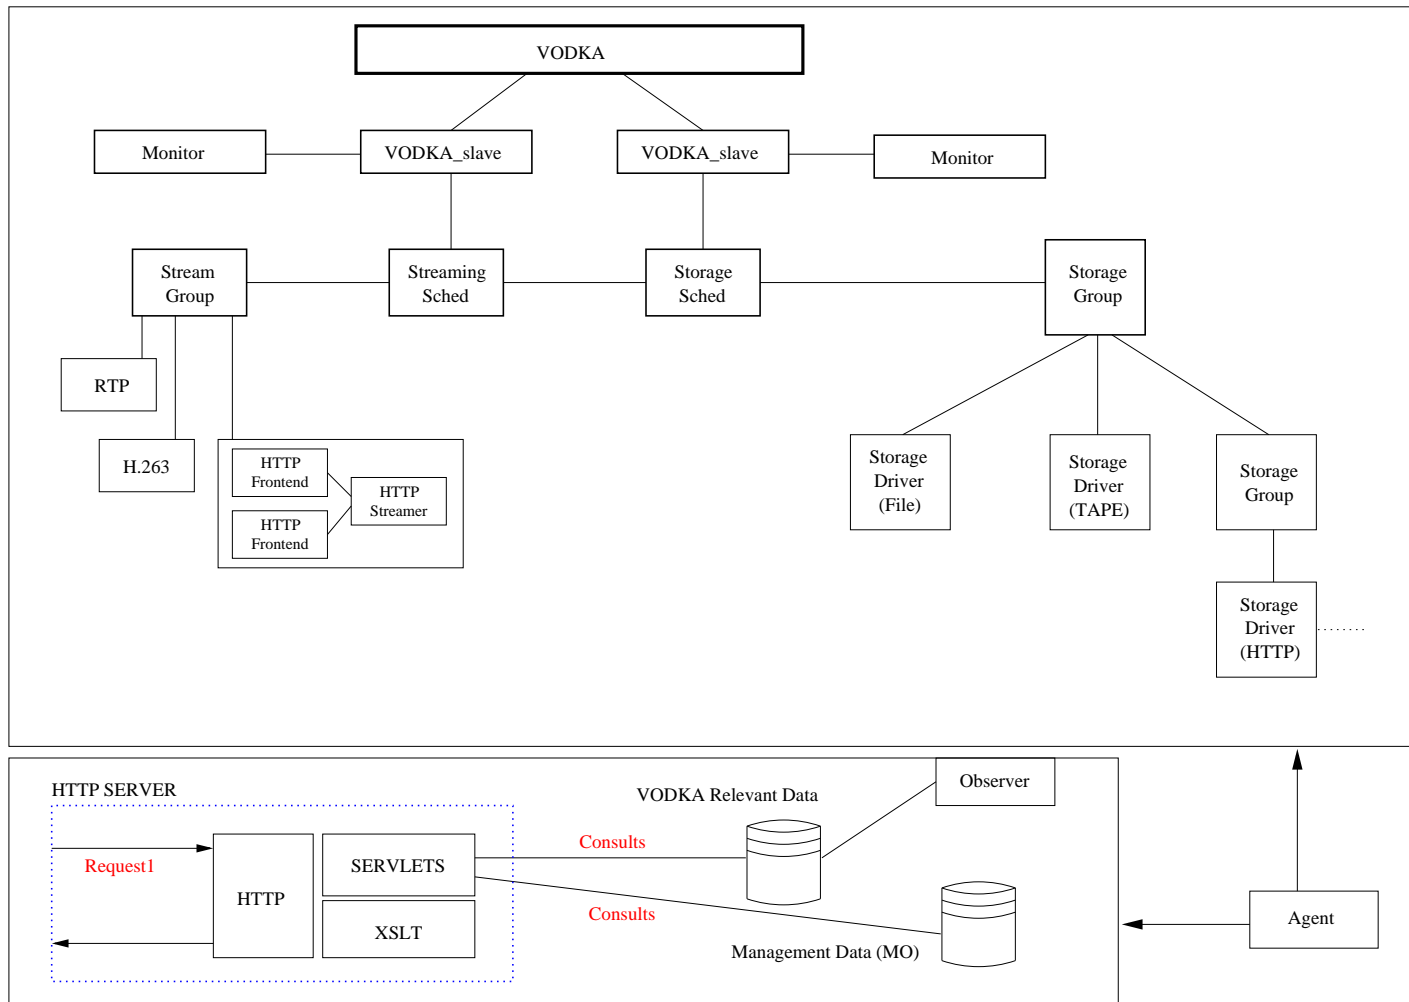 VODKA
Monitor
VODKA_slave
VODKA_slave
Monitor
Stream
Group
Streaming
Sched
Storage
Sched
Storage
Group
RTP
H.263
HTTP
Frontend
HTTP
Streamer
HTTP
Frontend
Storage
Driver
(File)
Storage
Driver
(TAPE)
Storage
Group
Storage
Driver
(HTTP)
HTTP SERVER
VODKA Relevant Data
Observer
Request1
HTTP
SERVLETS
XSLT
Consults
Consults
Management Data (MO)
Agent